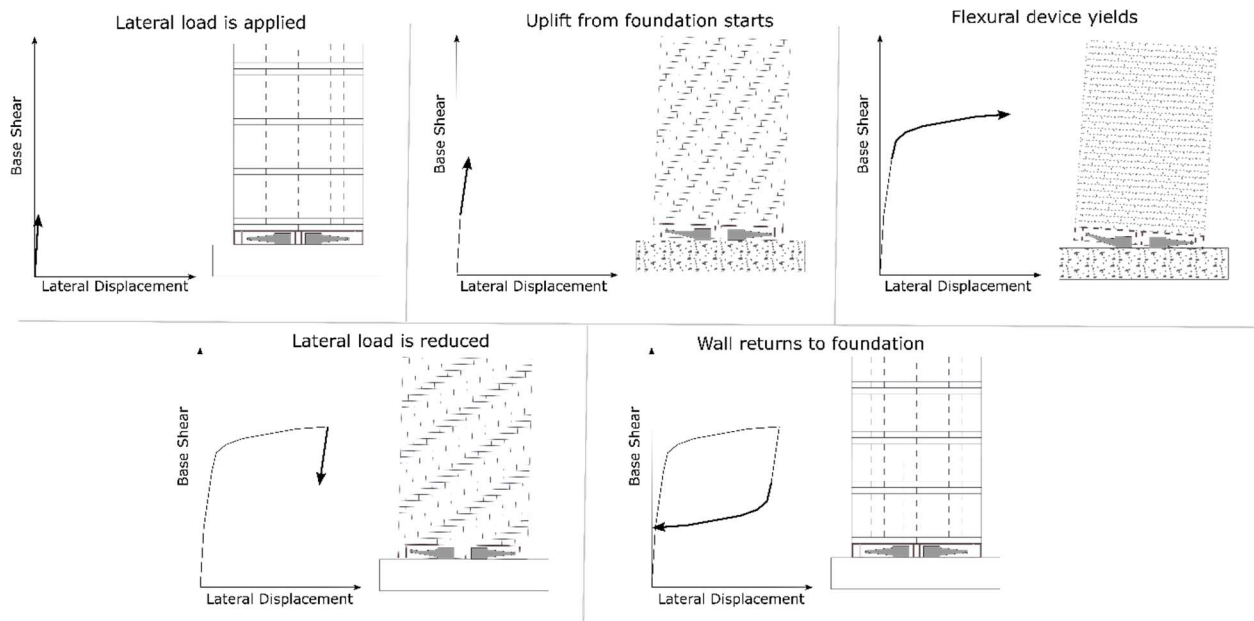 Lateral load is applied
Base Shear
Lateral Displacement
Uplift from foundation starts
Base Shear
Lateral Displacement
Flexural device yields
Base Shear
Lateral Displacement
Lateral load is reduced
Base Shear
Lateral Displacement
Wall returns to foundation
Base Shear
Lateral Displacement